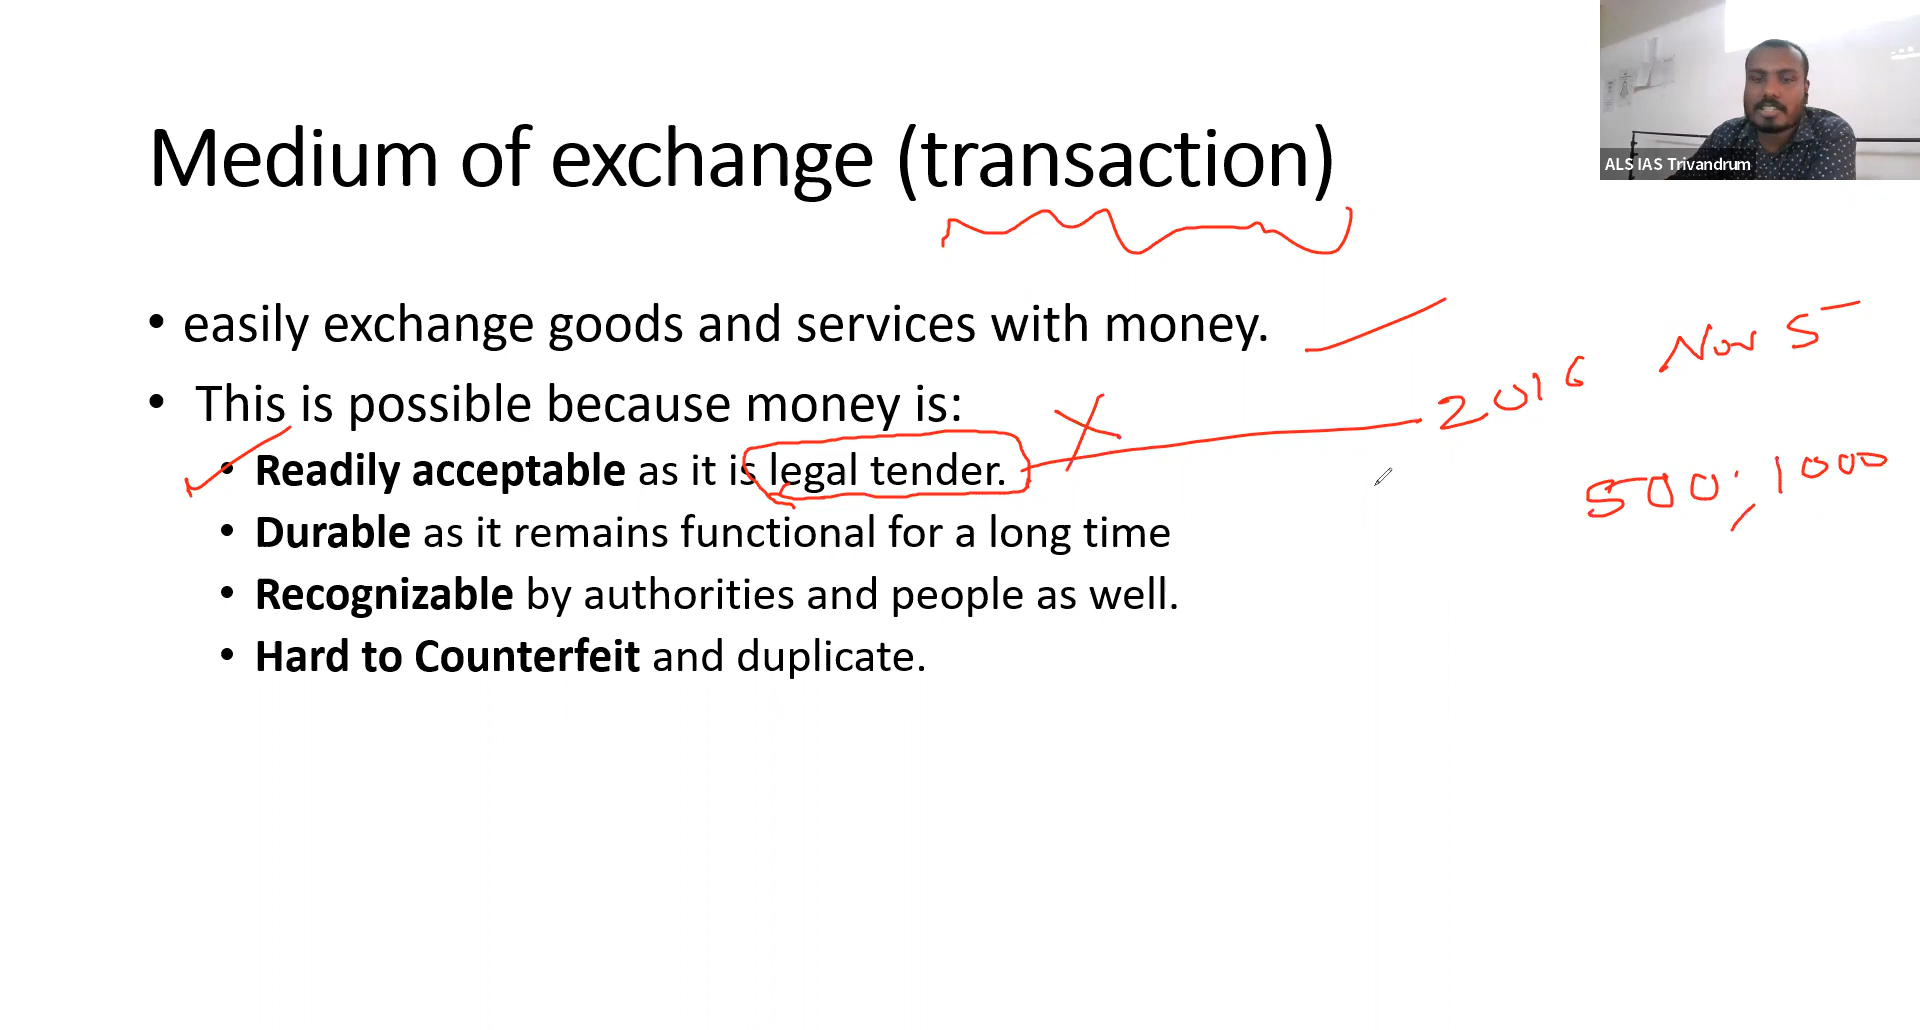 ALS IAS Trivandrum
Medium of exchange (transaction)
• easily exchange goods and services with money.
Nov 5
• This is possible because money is:
2016
• Readily acceptable as it is legal tender.
500; 1000
• Durable as it remains functional for a long time
• Recognizable by authorities and people as well.
• Hard to Counterfeit and duplicate.